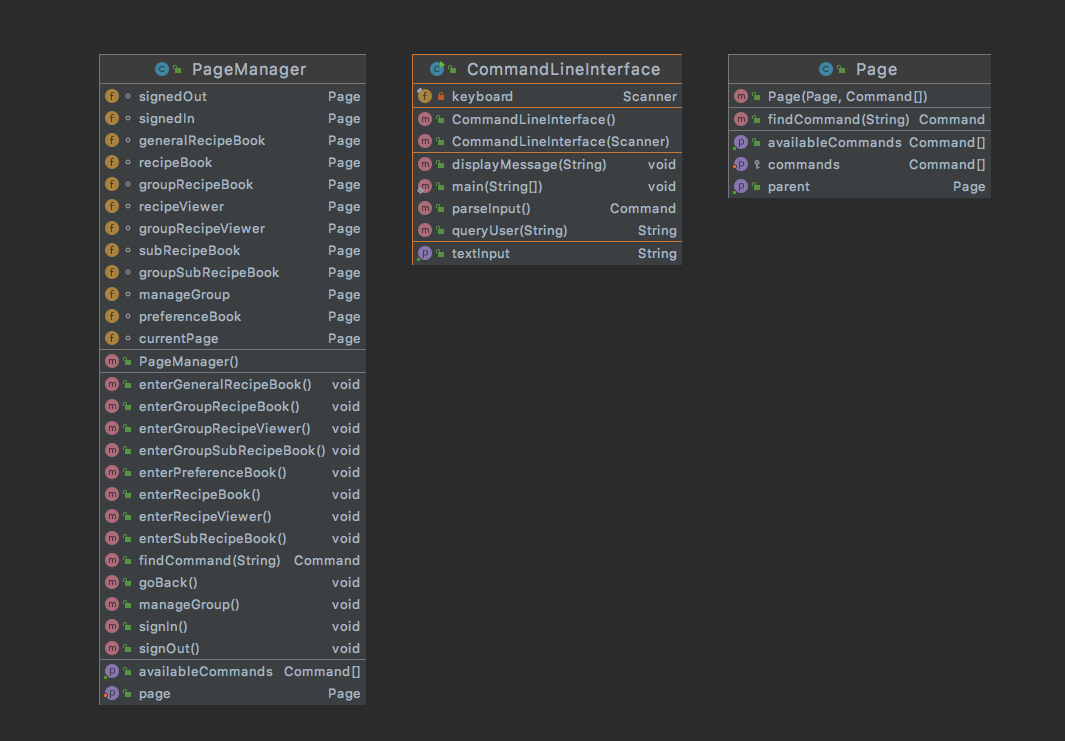 PageManager
signedOut Page
signedIn Page
generalRecipeBook Page
recipeBook Page
groupRecipeBook Page
recipeViewer Page
groupRecipeViewer Page
subRecipeBook Page
groupSubRecipeBook Page
manageGroup Page
preferenceBook Page
currentPage Page
PageManager()
enterGeneralRecipeBook() void
enterGroupRecipeBook() void
enterGroupRecipeViewer() void
enterGroupSubRecipeBook() void
enterPreferenceBook() void
enterRecipeBook() void
enterRecipeViewer() void
enterSubRecipeBook() void
findCommand(String) Command
goBack() void
manageGroup() void
signIn() void
signOut() void
availableCommands Command[]
page Page
CommandLineInterface
keyboard Scanner
CommandLineInterface()
CommandLineInterface(Scanner)
displayMessage(String) void
main(String[]) void
parseInput() Command
queryUser(String) String
textInput String
Page
Page(Page, Command[])
findCommand(String) Command
availableCommands Command[]
commands Command[]
parent Page